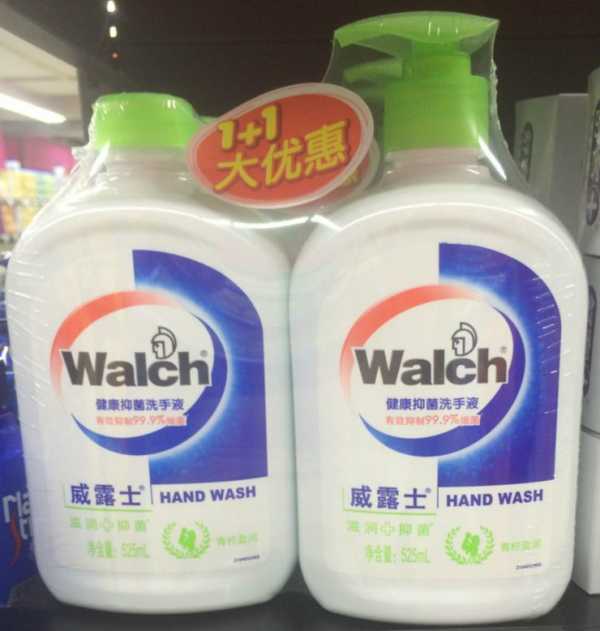 1+1
大优惠
Walch®
健康抑菌洗手液
有效抑制99.9%细菌
威露士® HAND WASH
滋润+抑菌
净含量: 525mL
青柠盈润
Walch®
健康抑菌洗手液
有效抑制99.9%细菌
威露士® HAND WASH
滋润+抑菌
净含量: 525mL
青柠盈润